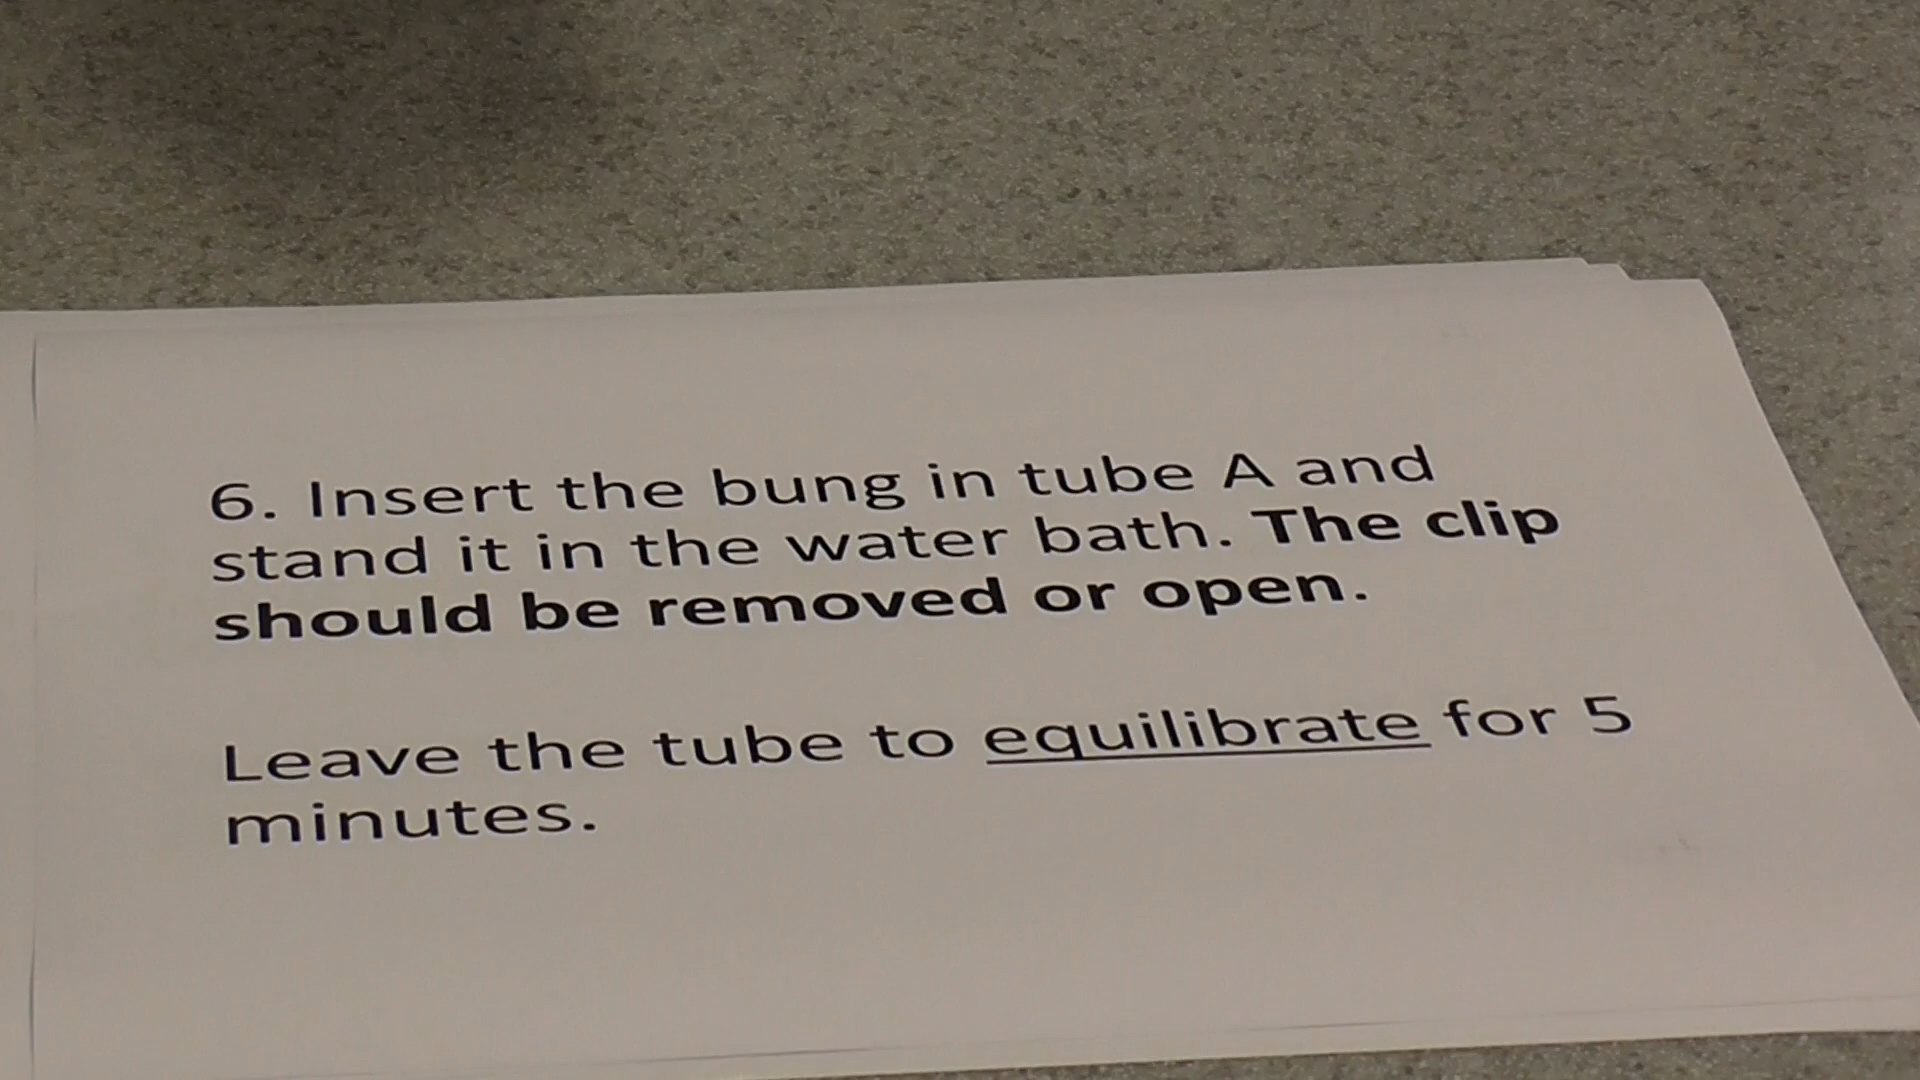 6. Insert the bung in tube A and
stand it in the water bath. The clip
should be removed or open.
Leave the tube to equilibrate for 5
minutes.